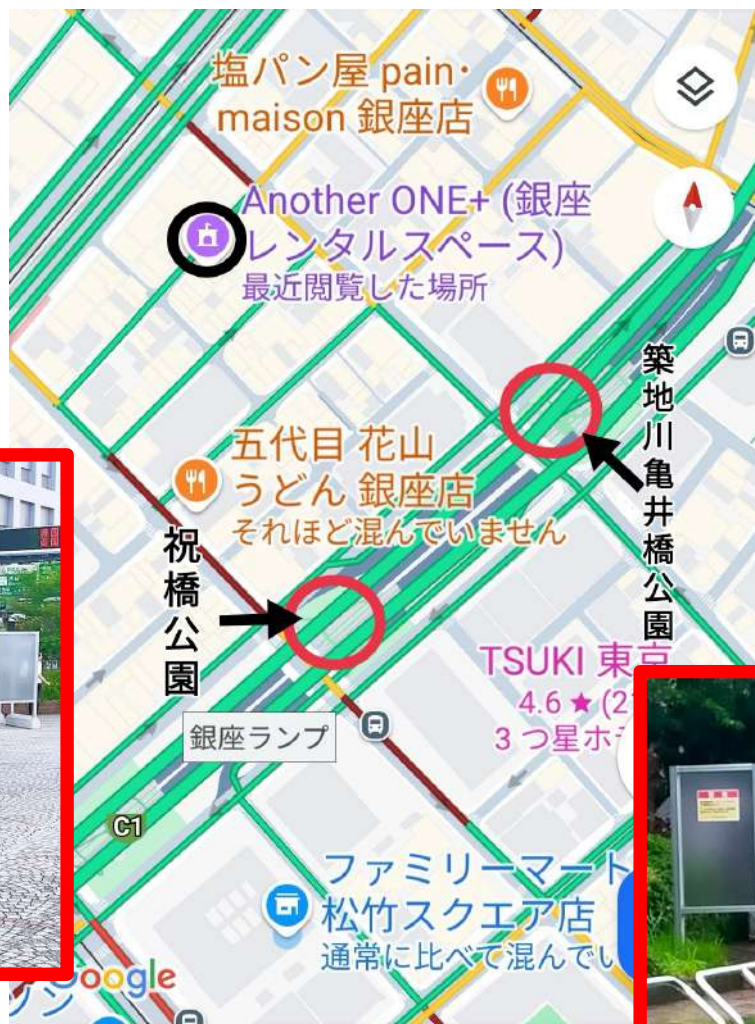 塩パン屋 pain・
maison 銀座店
Another ONE+ (銀座
レンタルスペース)
最近閲覧した場所
築地川亀井橋公園
五代目 花山
うどん 銀座店
それほど混んでいません
祝橋公園
TSUKI 東京
4.6 ★ (2
3 つ星ホ
銀座ランプ
C1
ファミリーマート
松竹スクエア店
通常に比べて混んでい
Google
ソン